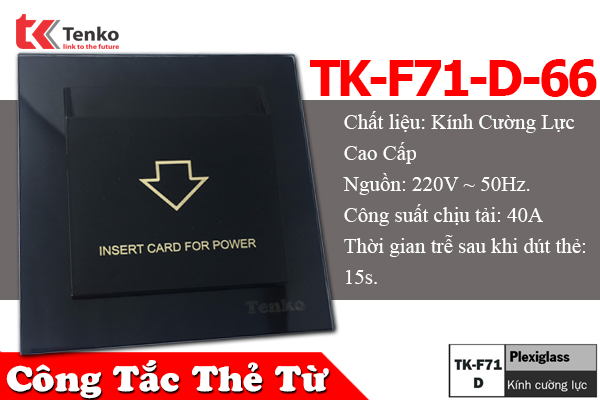 tk Tenko
link to the future
TK-F71-D-66
Chất liệu: Kính Cường Lực
Cao Cấp
Nguồn: 220V ~ 50Hz.
Công suất chịu tải: 40A
Thời gian trễ sau khi dút thẻ:
15s.
INSERT CARD FOR POWER
Tenko
Công Tắc Thẻ Từ
TK-F71
D
Plexiglass
Kính cường lực